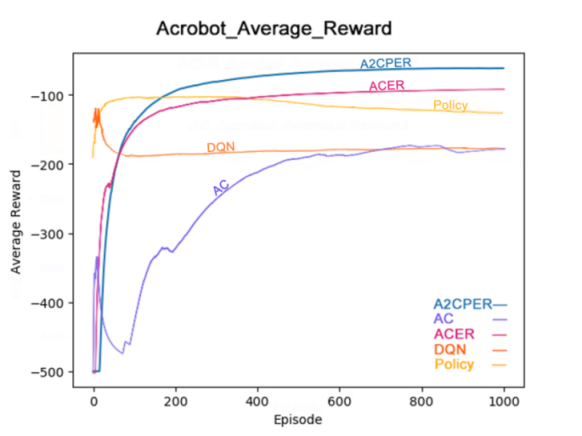 Acrobot_Average_Reward
A2CPER
ACER
Policy
DQN
AC
Average Reward
−100
−200
−300
−400
−500
A2CPER
AC
ACER
DQN
Policy
0 200 400 600 800 1000
Episode